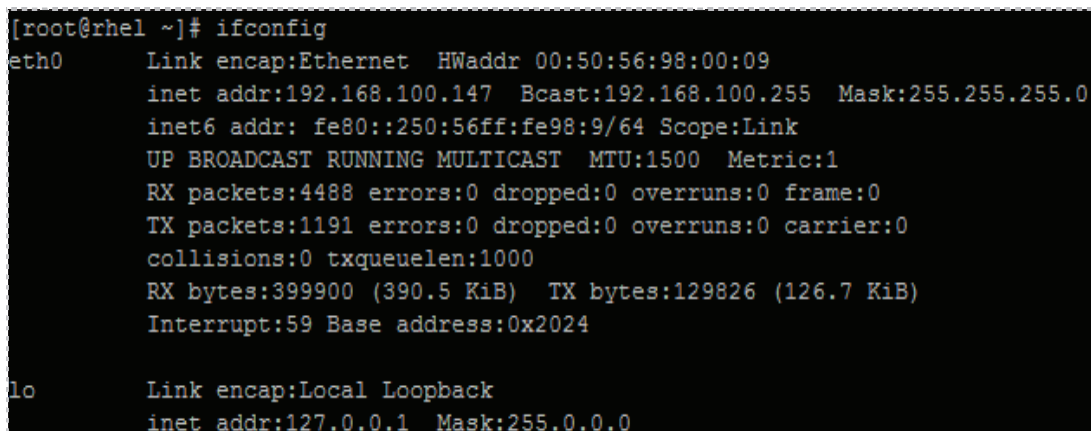 [root@rhel ~]# ifconfig
eth0      Link encap:Ethernet  HWaddr 00:50:56:98:00:09
          inet addr:192.168.100.147  Bcast:192.168.100.255  Mask:255.255.255.0
          inet6 addr: fe80::250:56ff:fe98:9/64 Scope:Link
          UP BROADCAST RUNNING MULTICAST  MTU:1500  Metric:1
          RX packets:4488 errors:0 dropped:0 overruns:0 frame:0
          TX packets:1191 errors:0 dropped:0 overruns:0 carrier:0
          collisions:0 txqueuelen:1000
          RX bytes:399900 (390.5 KiB)  TX bytes:129826 (126.7 KiB)
          Interrupt:59 Base address:0x2024
lo        Link encap:Local Loopback
          inet addr:127.0.0.1  Mask:255.0.0.0